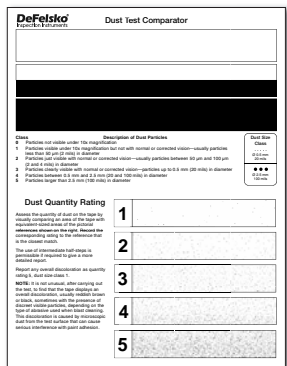 DeFelsko
Inspection Instruments
Dust Test Comparator
Class Description of Dust Particles
0 Particles not visible under 10x magnification
1 Particles visible under 10x magnification but not with normal or corrected vision—usually particles
less than 50 µm (2 mils) in diameter
2 Particles just visible with normal or corrected vision—usually particles between 50 µm and 100 µm
(2 and 4 mils) in diameter
3 Particles clearly visible with normal or corrected vision—particles up to 0.5 mm (20 mils) in diameter
4 Particles between 0.5 mm and 2.5 mm (20 and 100 mils) in diameter
5 Particles larger than 2.5 mm (100 mils) in diameter
Dust Size
Class
Ø 0.5 mm
20 mils
Ø 2.5 mm
100 mils
Dust Quantity Rating
Assess the quantity of dust on the tape by
visually comparing an area of the tape with
equivalent-sized areas of the pictorial
references shown on the right. Record the
corresponding rating to the reference that
is the closest match.
The use of intermediate half-steps is
permissible if required to give a more
detailed report.
Report any overall discoloration as quantity
rating 5, dust size class 1.
NOTE: It is not unusual, after carrying out
the test, to find that the tape displays an
overall discoloration, usually reddish brown
or black, sometimes with the presence of
discreet visible particles, depending on the
type of abrasive used when blast cleaning.
This discoloration is caused by microscopic
dust from the test surface that can cause
serious interference with paint adhesion.
1
2
3
4
5